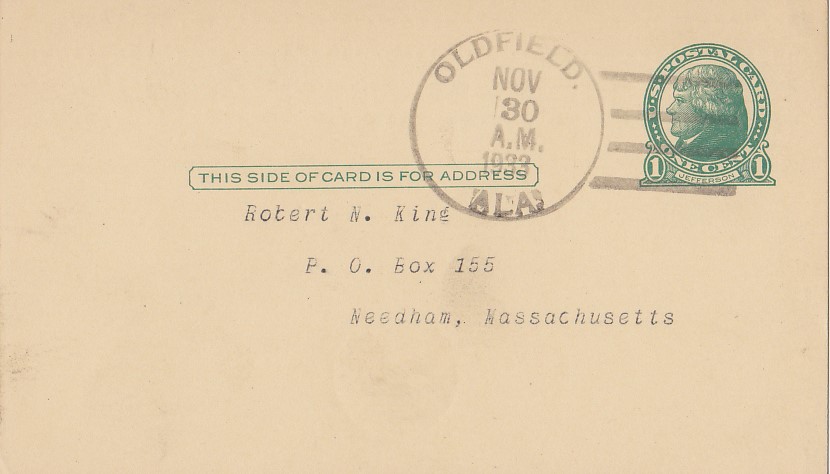 OLDFIELD.
NOV
30
A.M.
1933
ALA.
U.S. POSTAL CARD
ONE CENT
1 1
JEFFERSON
THIS SIDE OF CARD IS FOR ADDRESS
Robert N. King
P. O. Box 155
Needham, Massachusetts